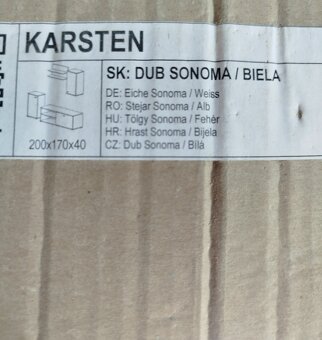 KARSTEN
SK: DUB SONOMA / BIELA
DE: Eiche Sonoma / Weiss
RO: Stejar Sonoma / Alb
HU: Tölgy Sonoma / Fehér
HR: Hrast Sonoma / Bijela
CZ: Dub Sonoma / Bílá
200x170x40